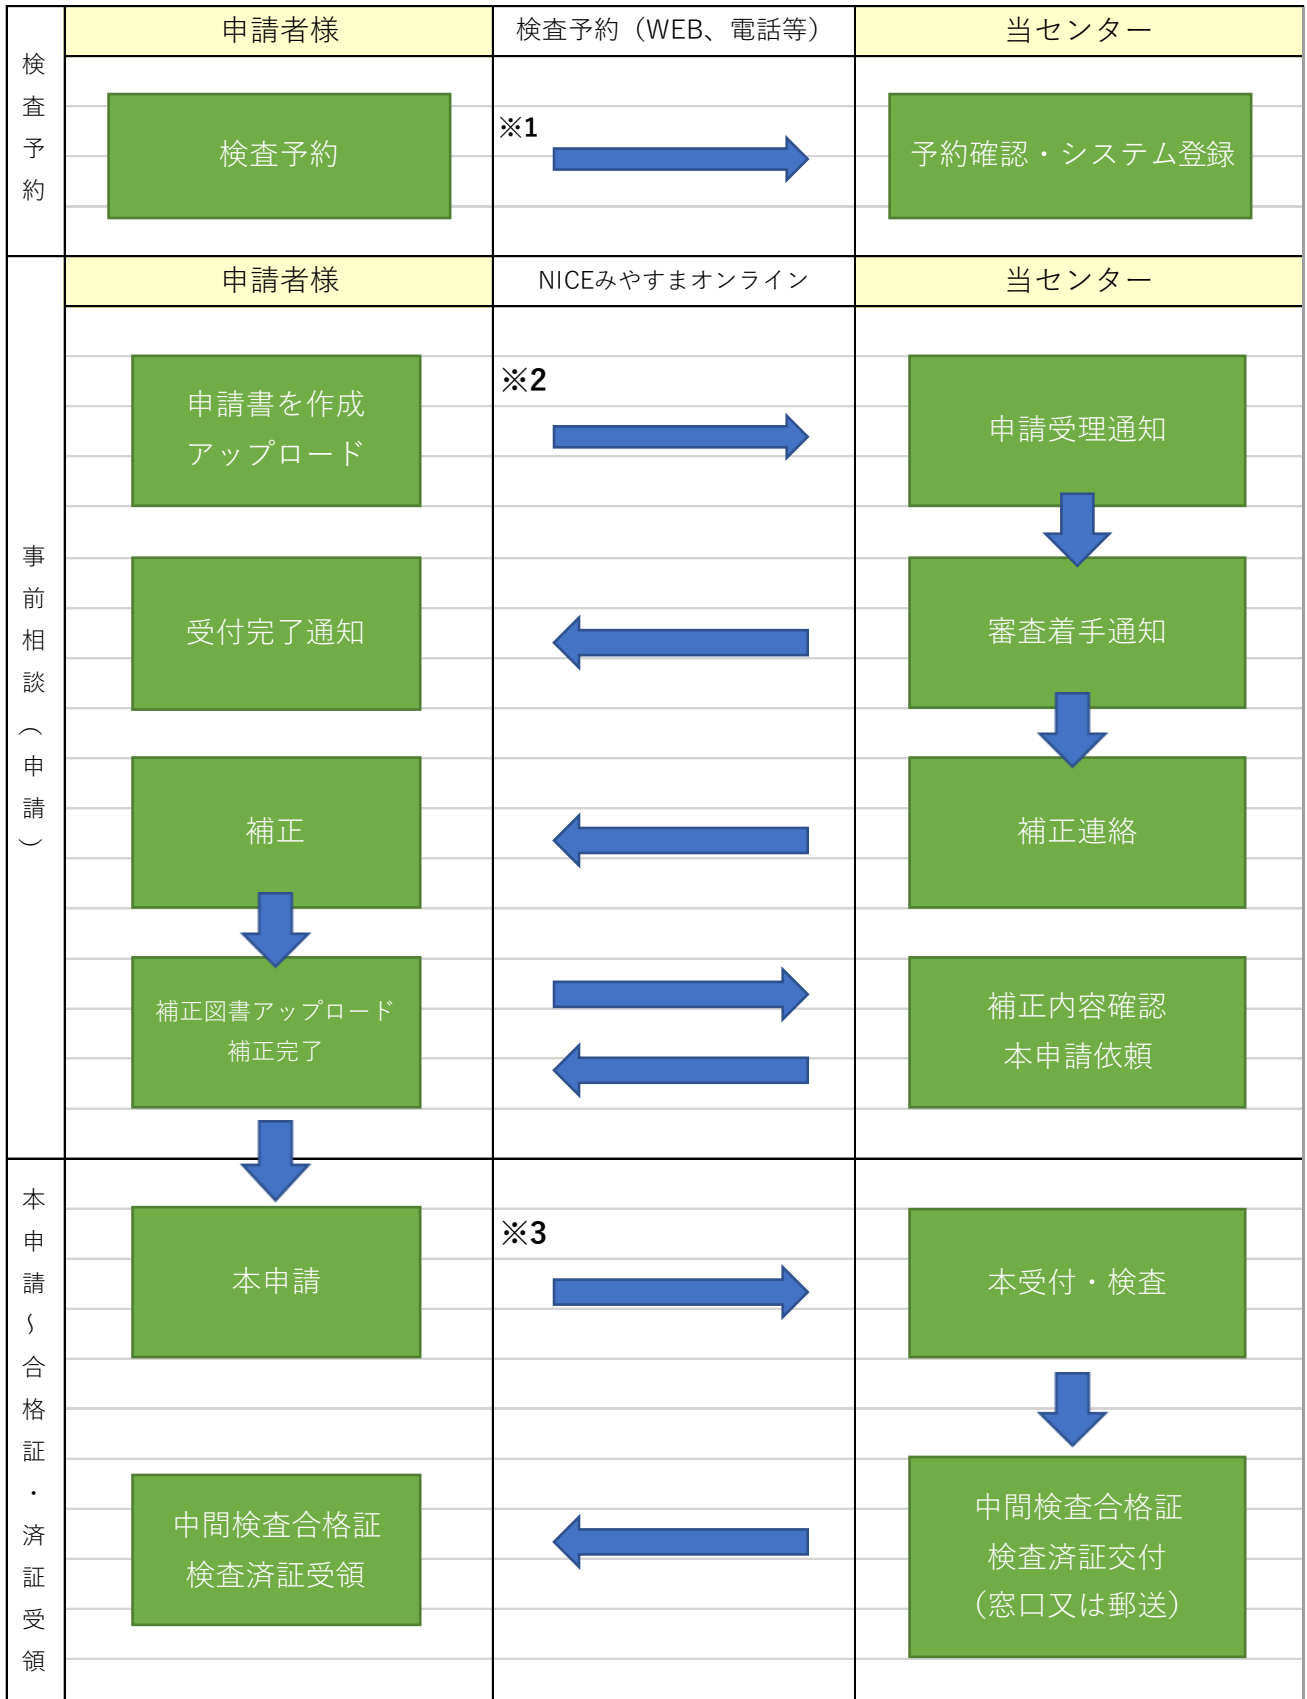 検査予約
申請者様
検査予約（WEB、電話等）
当センター
検査予約
※1
予約確認・システム登録
事前相談（申請）
申請者様
NICEみやすまオンライン
当センター
申請書を作成
アップロード
※2
申請受理通知
受付完了通知
審査着手通知
補正
補正連絡
補正図書アップロード
補正完了
補正内容確認
本申請依頼
本申請～合格証・済証受領
本申請
※3
本受付・検査
中間検査合格証
検査済証受領
中間検査合格証
検査済証交付
（窓口又は郵送）